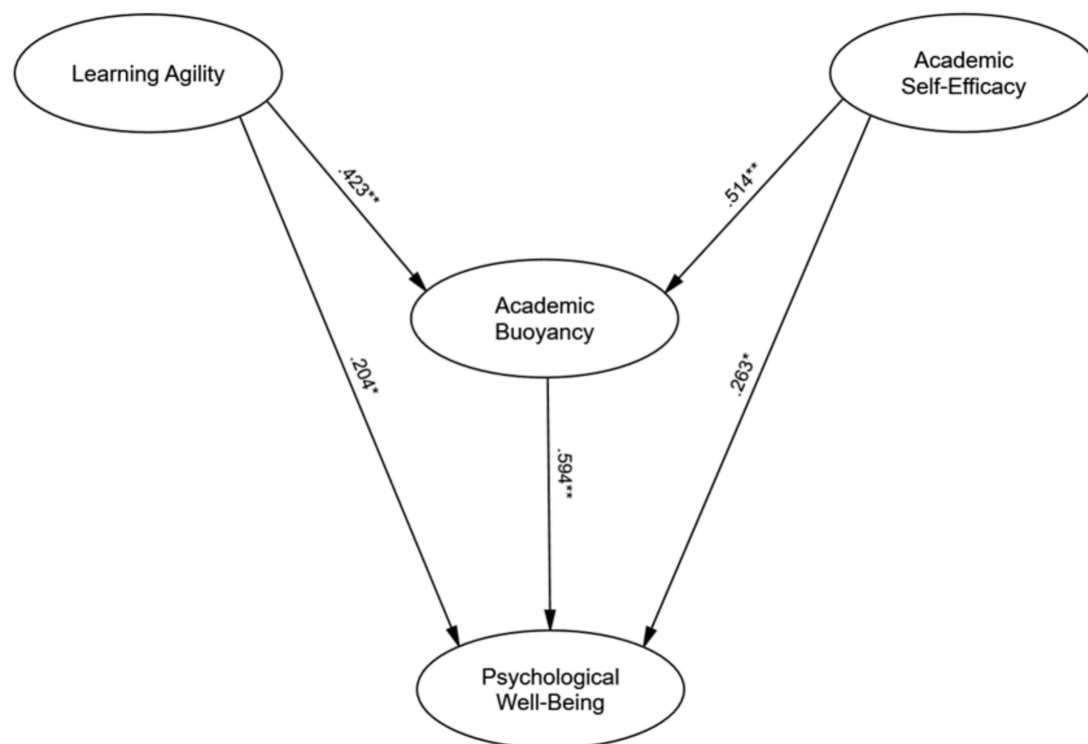 Learning Agility
Academic
Self-Efficacy
.423**
.514**
Academic
Buoyancy
.204*
.263*
.594**
Psychological
Well-Being